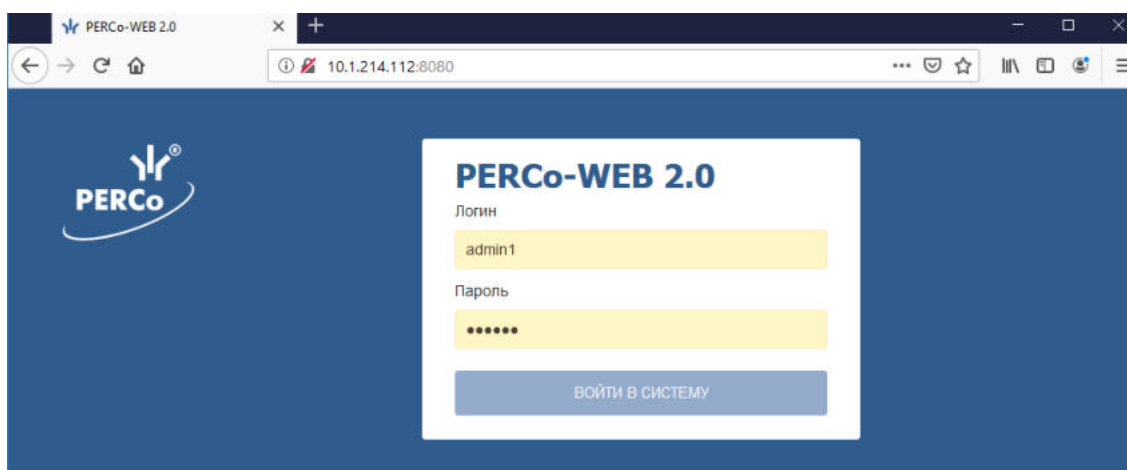 PERCo-WEB 2.0
10.1.214.112:8080
PERCo®
PERCo-WEB 2.0
Логин
admin1
Пароль
••••••
ВОЙТИ В СИСТЕМУ